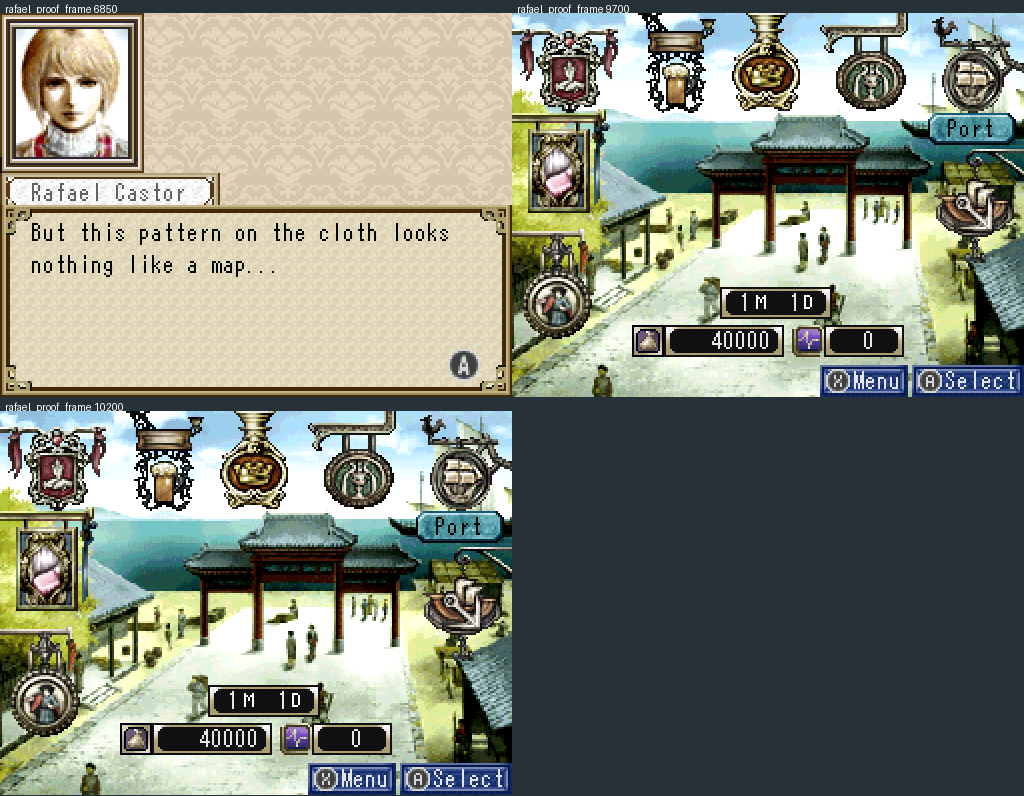 rafael_proof_frame 6850
Rafael Castor
But this pattern on the cloth looks
nothing like a map...
A
rafael_proof_frame 9700
Port
1M 1D
40000
0
X Menu
A Select
rafael_proof_frame 10200
Port
1M 1D
40000
0
X Menu
A Select